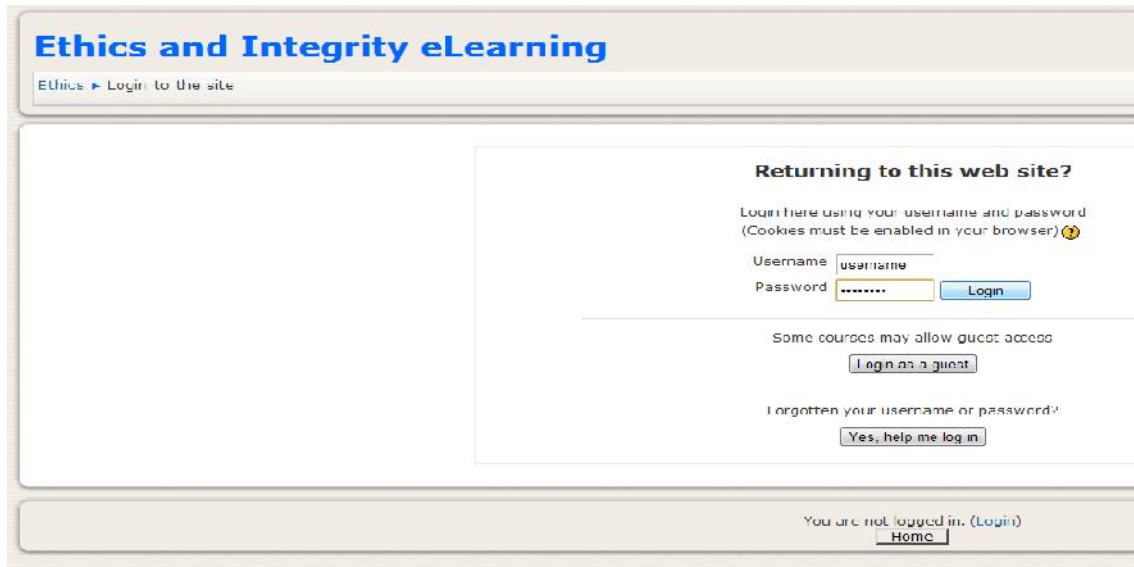 Ethics and Integrity eLearning
Ethics ► Login to the site
Returning to this web site?
Login here using your username and password
(Cookies must be enabled in your browser) ?
Username username
Password •••••••• Login
Some courses may allow guest access
Login as a guest
Forgotten your username or password?
Yes, help me log in
You are not logged in. (Login)
Home